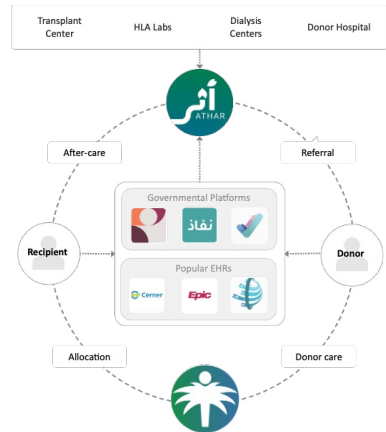 Transplant
Center
HLA Labs
Dialysis
Centers
Donor Hospital
أثر
ATHAR
After-care
Referral
Governmental Platforms
نفاذ
Recipient
Donor
Popular EHRs
Cerner
Epic
Allocation
Donor care